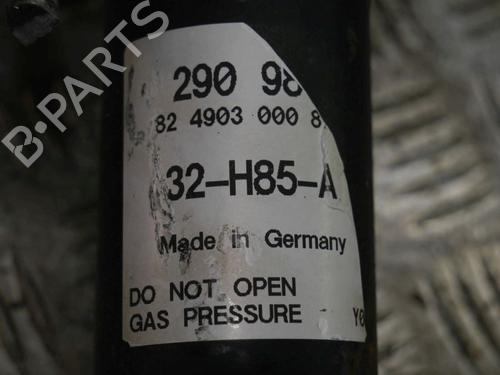 B-PARTS
290 98
82 4903 000 8
32-H85-A
Made in Germany
DO NOT OPEN
GAS PRESSURE